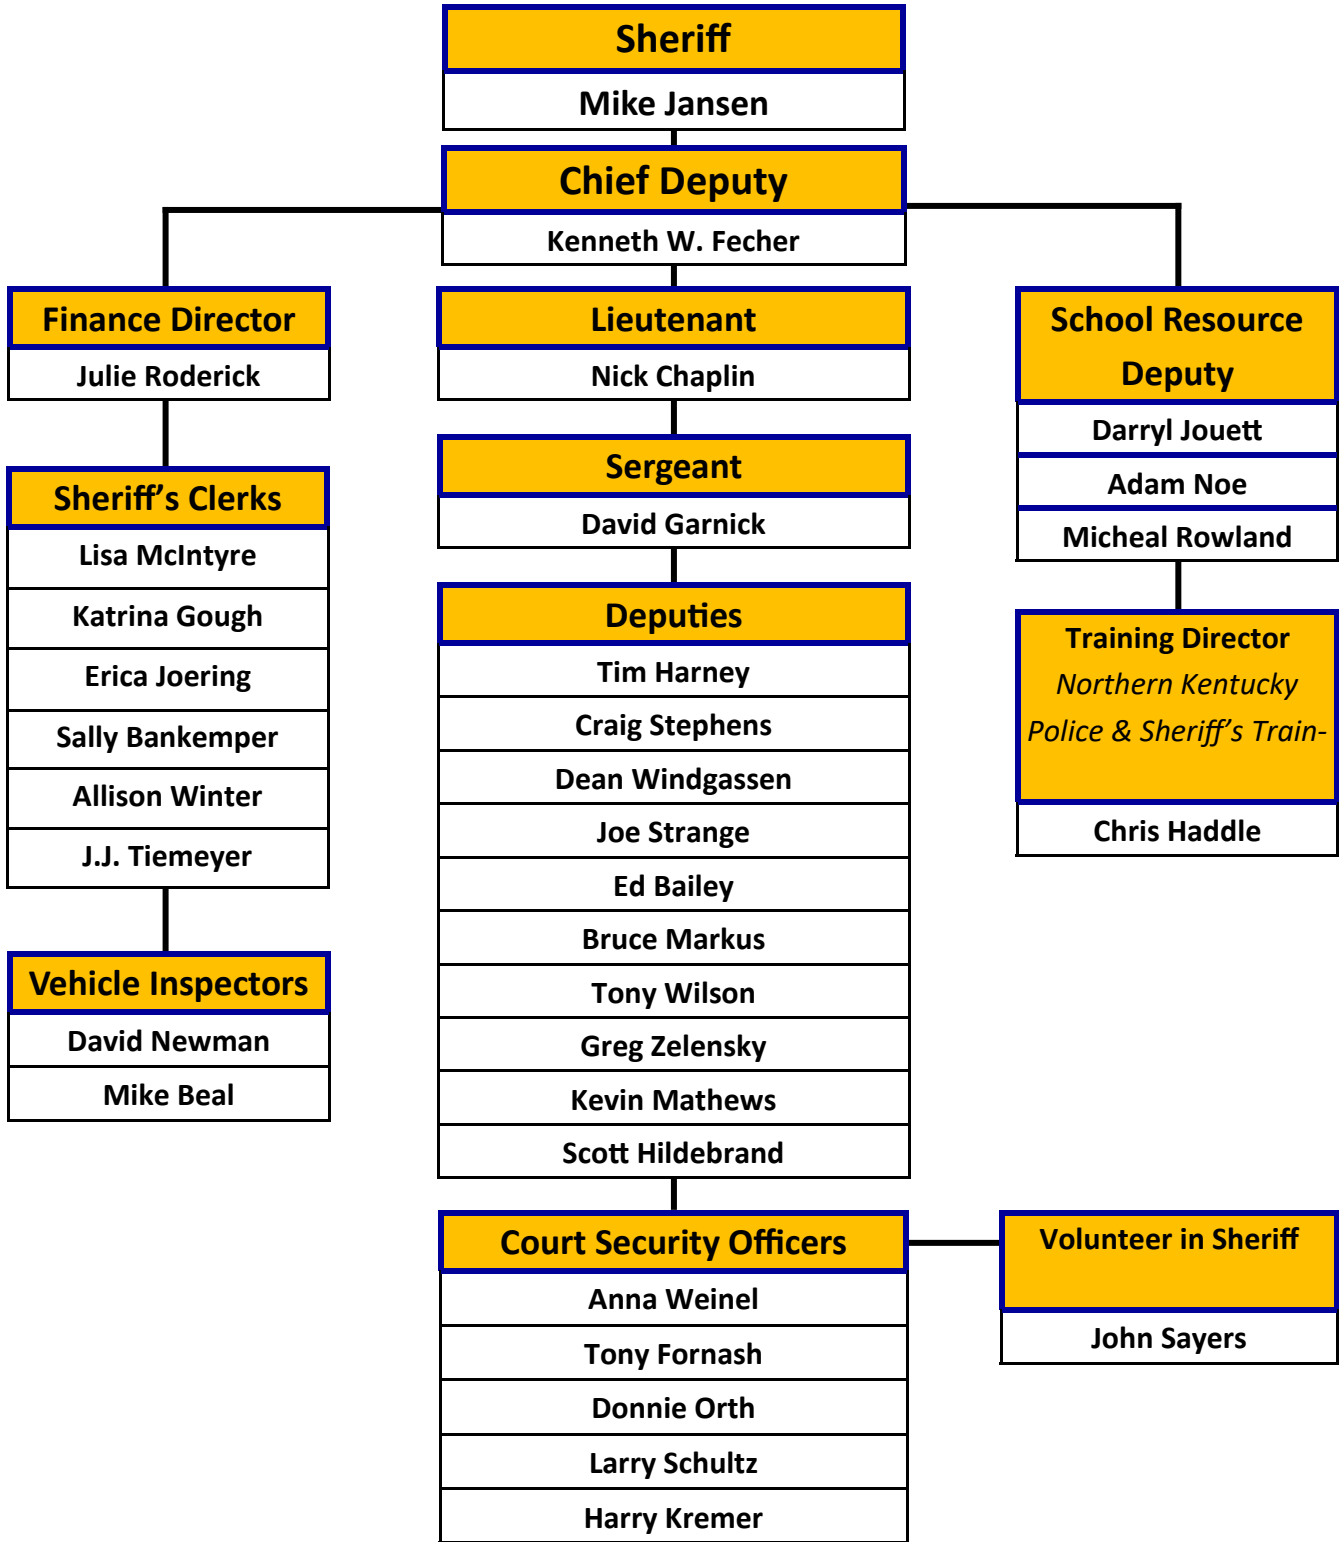 Sheriff
Mike Jansen
Chief Deputy
Kenneth W. Fecher
Finance Director
Julie Roderick
Sheriff’s Clerks
Lisa McIntyre
Katrina Gough
Erica Joering
Sally Bankemper
Allison Winter
J.J. Tiemeyer
Vehicle Inspectors
David Newman
Mike Beal
Lieutenant
Nick Chaplin
Sergeant
David Garnick
Deputies
Tim Harney
Craig Stephens
Dean Windgassen
Joe Strange
Ed Bailey
Bruce Markus
Tony Wilson
Greg Zelensky
Kevin Mathews
Scott Hildebrand
Court Security Officers
Anna Weinel
Tony Fornash
Donnie Orth
Larry Schultz
Harry Kremer
School Resource
Deputy
Darryl Jouett
Adam Noe
Micheal Rowland
Training Director
Northern Kentucky
Police & Sheriff’s Train-
Chris Haddle
Volunteer in Sheriff
John Sayers